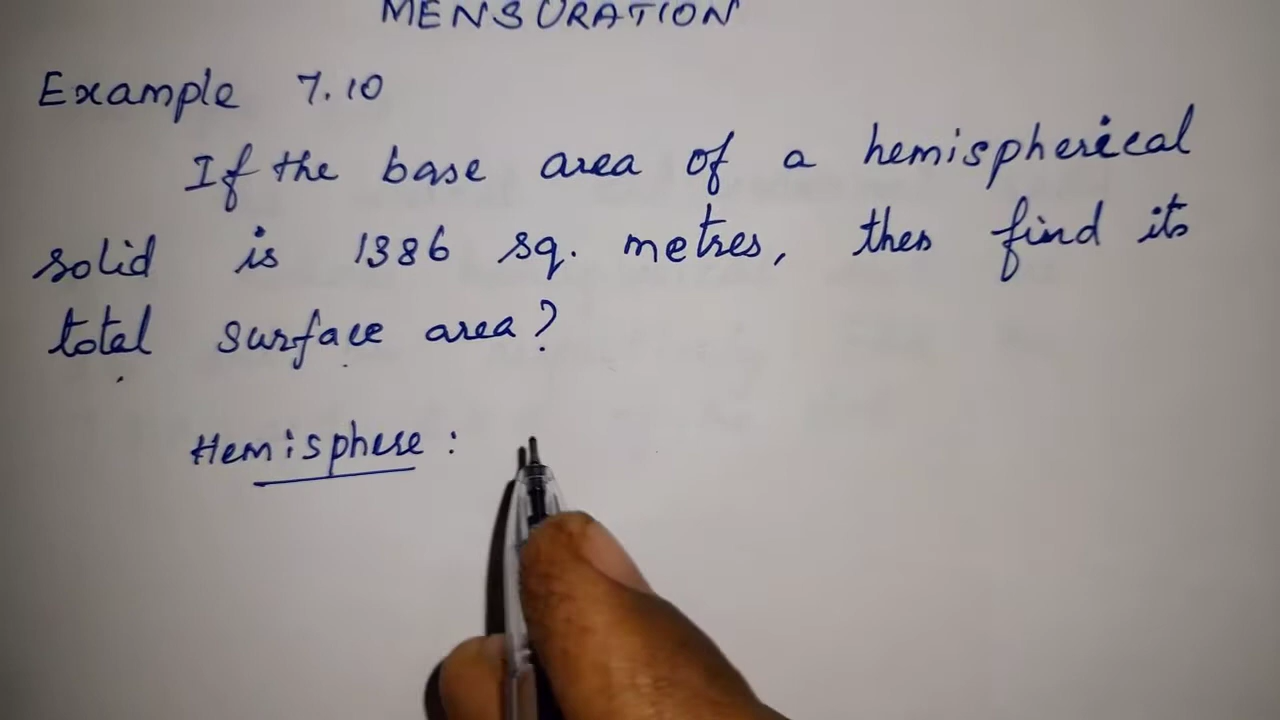 MENSURATION
Example 7.10
If the base area of a hemispherical
solid is 1386 sq. metres, then find its
total surface area?
Hemisphere :